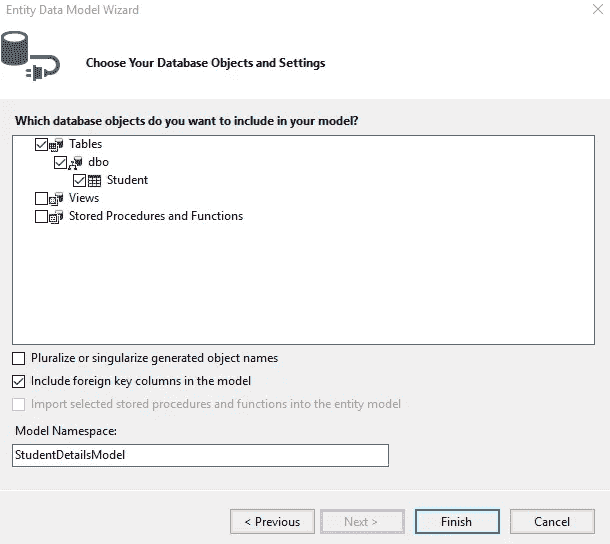 Entity Data Model Wizard
Choose Your Database Objects and Settings
Which database objects do you want to include in your model?
Tables
dbo
Student
Views
Stored Procedures and Functions
Pluralize or singularize generated object names
Include foreign key columns in the model
Import selected stored procedures and functions into the entity model
Model Namespace:
StudentDetailsModel
< Previous
Next >
Finish
Cancel